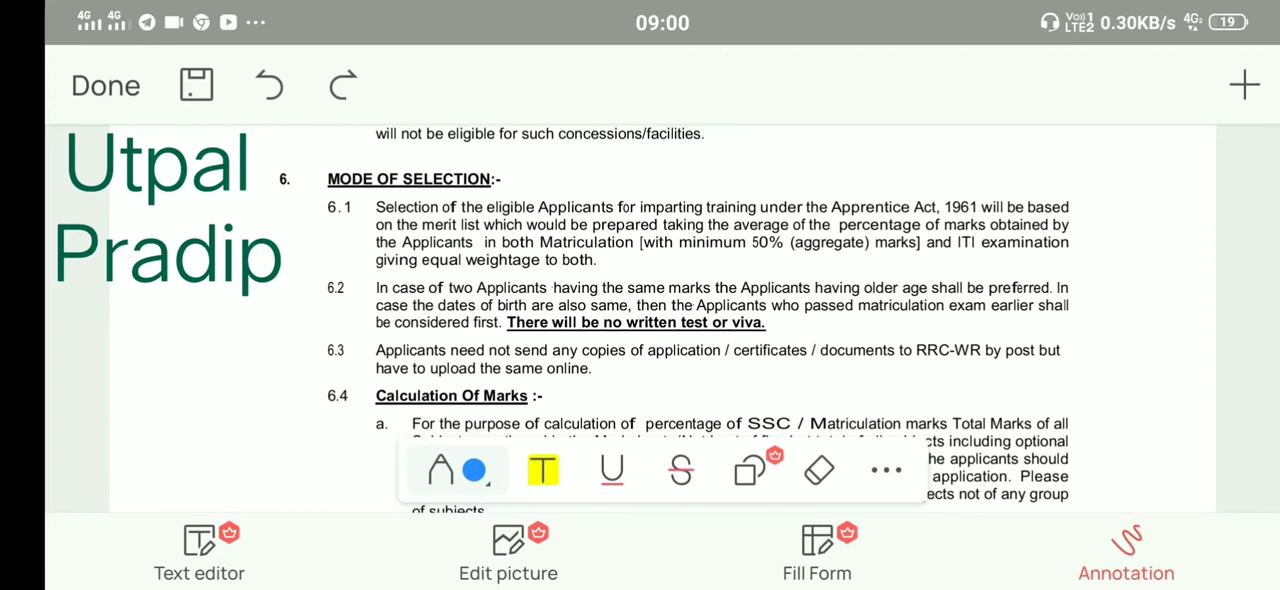 4G 4G 09:00 Vo) 1 LTE2 0.30KB/s 4G2 19
Done
Utpal
Pradip
will not be eligible for such concessions/facilities.
6. MODE OF SELECTION:-
6.1 Selection of the eligible Applicants for imparting training under the Apprentice Act, 1961 will be based
on the merit list which would be prepared taking the average of the percentage of marks obtained by
the Applicants in both Matriculation [with minimum 50% (aggregate) marks] and ITI examination
giving equal weightage to both.
6.2 In case of two Applicants having the same marks the Applicants having older age shall be preferred. In
case the dates of birth are also same, then the Applicants who passed matriculation exam earlier shall
be considered first. There will be no written test or viva.
6.3 Applicants need not send any copies of application / certificates / documents to RRC-WR by post but
have to upload the same online.
6.4 Calculation Of Marks :-
a. For the purpose of calculation of percentage of SSC / Matriculation marks Total Marks of all
including optional
applicants should
application. Please
not of any group
of subjects
Text editor
Edit picture
Fill Form
Annotation